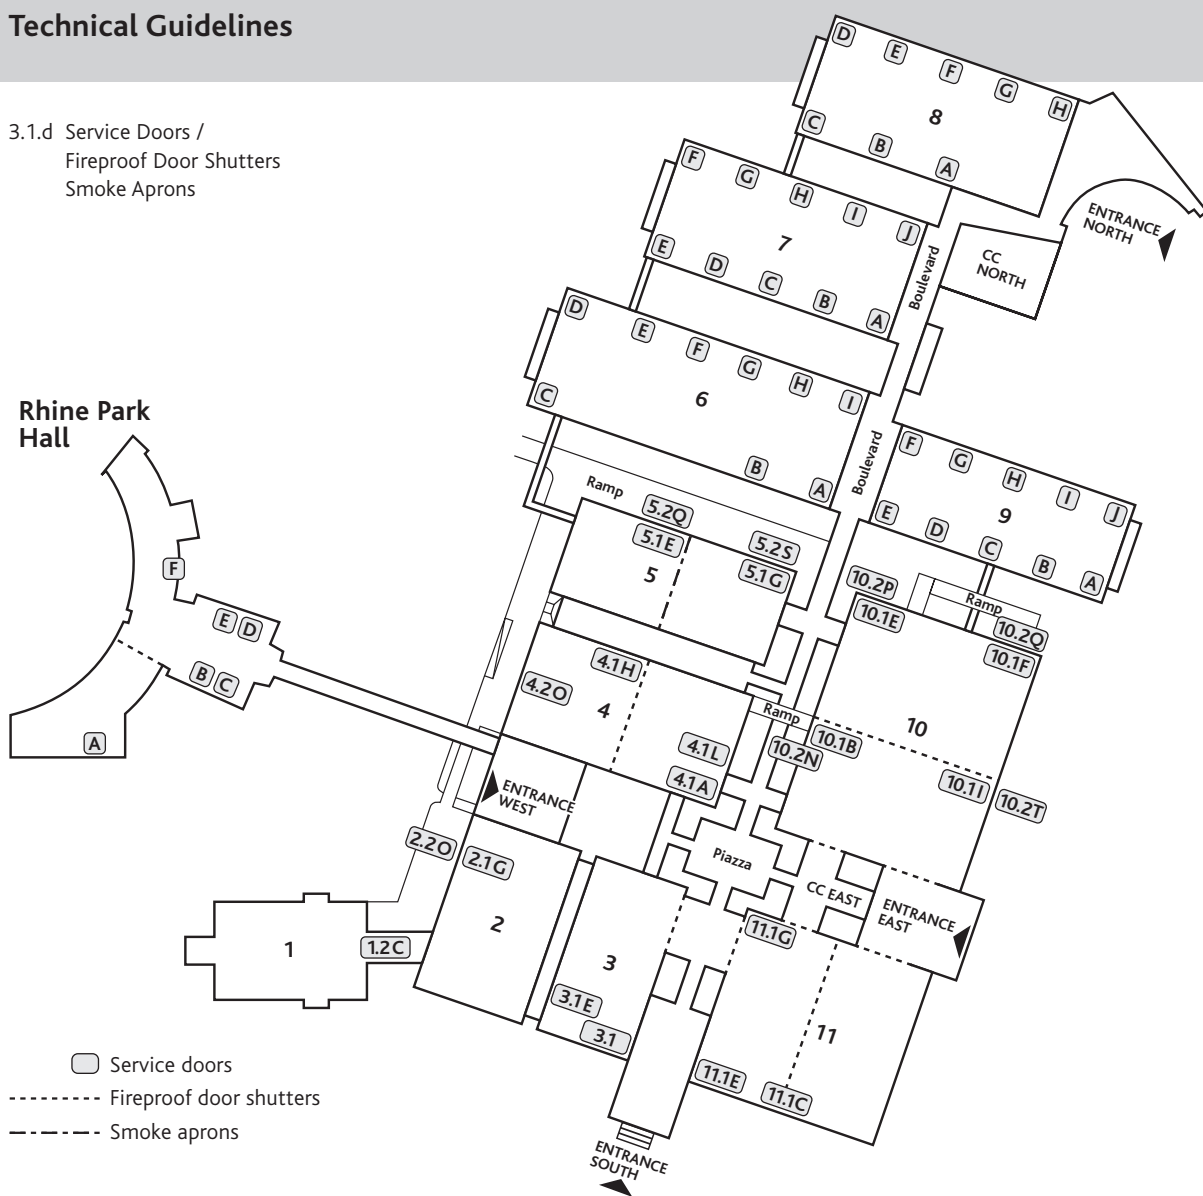 Technical Guidelines
3.1.d Service Doors /
Fireproof Door Shutters
Smoke Aprons
D
E
F
G
H
8
C
B
A
ENTRANCE
NORTH
F
G
H
I
J
7
E
D
C
B
A
Boulevard
CC
NORTH
D
E
F
G
H
I
6
C
B
A
Boulevard
F
G
H
I
J
9
E
D
C
B
A
Rhine Park
Hall
F
E
D
B
C
A
Ramp
5.2Q
5.1E
5.2S
5.1G
5
10.2P
10.1E
Ramp
10.2Q
10.1F
4.1H
4.2O
4
4.1L
4.1A
Ramp
10.2N
10.1B
10
10.1I
10.2T
ENTRANCE
WEST
2.2O
2.1G
Piazza
CC EAST
ENTRANCE
EAST
1
1.2C
2
3
3.1E
3.1
11.1G
11
11.1E
11.1C
ENTRANCE
SOUTH
Service doors
Fireproof door shutters
Smoke aprons